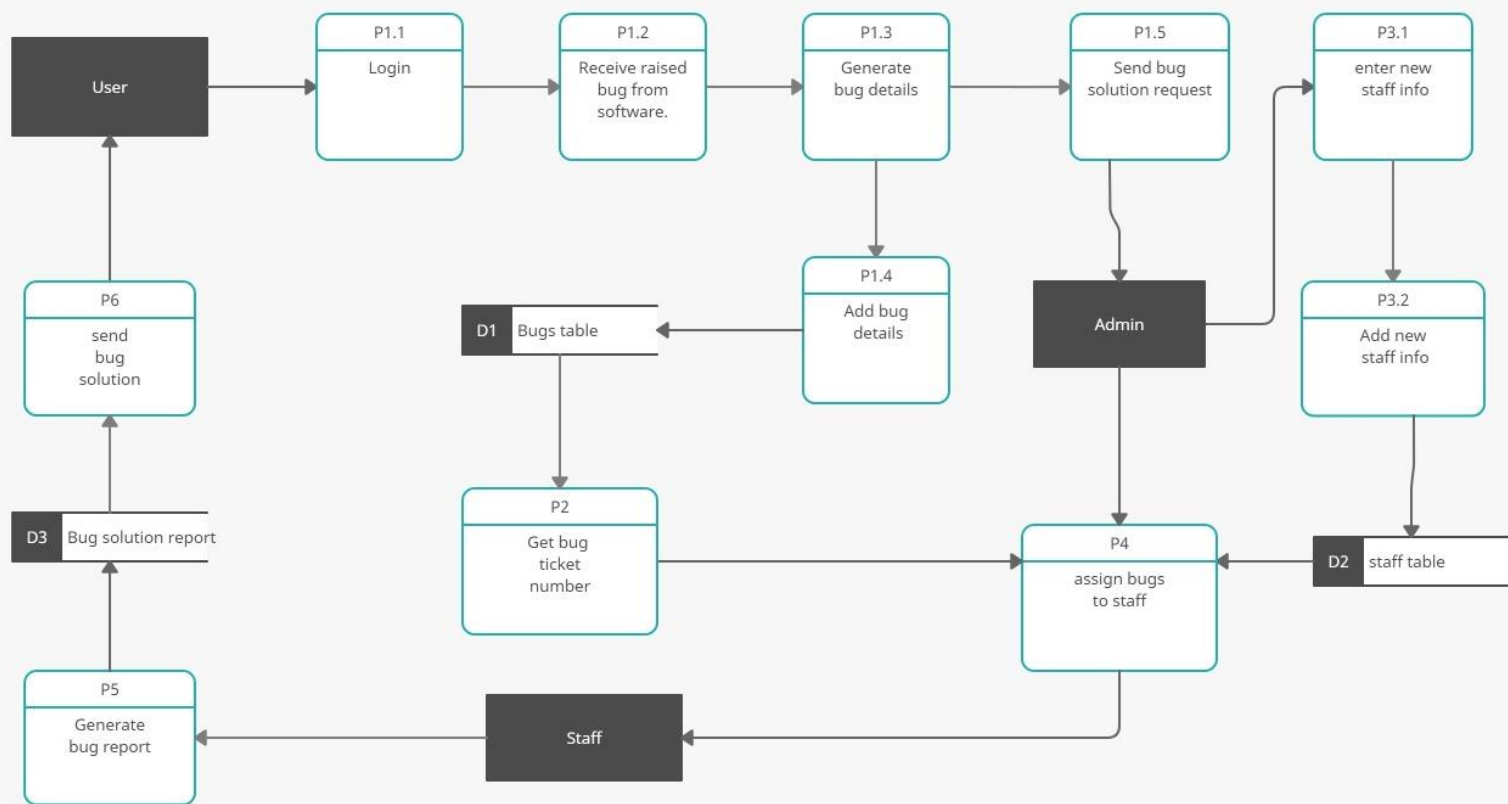 User
P1.1
Login
P1.2
Receive raised
bug from
software.
P1.3
Generate
bug details
P1.5
Send bug
solution request
P3.1
enter new
staff info
P6
send
bug
solution
D1
Bugs table
P1.4
Add bug
details
Admin
P3.2
Add new
staff info
D3
Bug solution report
P2
Get bug
ticket
number
P4
assign bugs
to staff
D2
staff table
P5
Generate
bug report
Staff